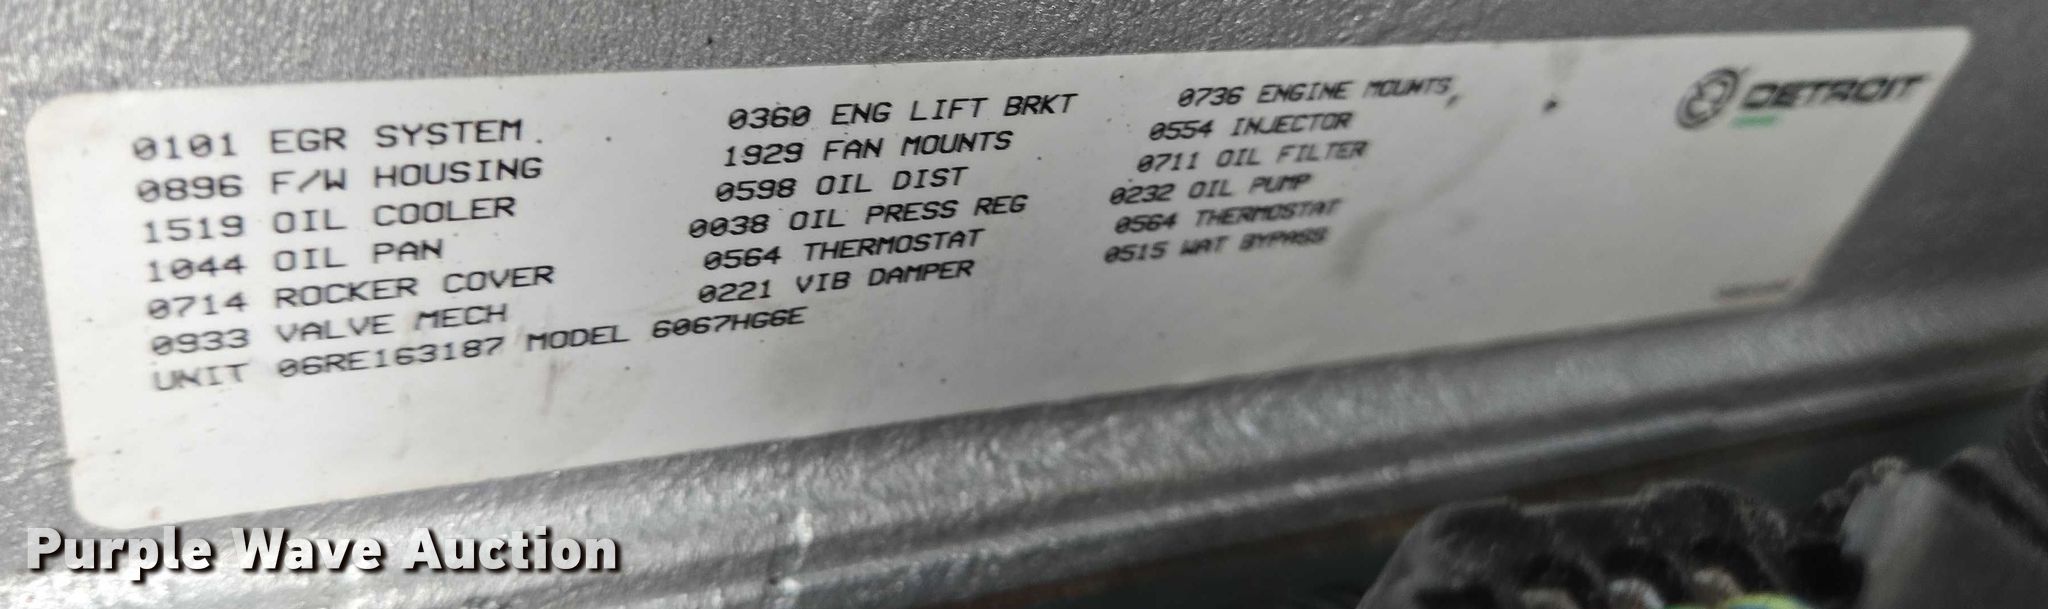 0101 EGR SYSTEM.
0896 F/W HOUSING
1519 OIL COOLER
1044 OIL PAN
0714 ROCKER COVER
0933 VALVE MECH
UNIT 06RE163187 MODEL 6067HG6E
0360 ENG LIFT BRKT
1929 FAN MOUNTS
0598 OIL DIST
0038 OIL PRESS REG
0564 THERMOSTAT
0221 VIB DAMPER
0736 ENGINE MOUNTS
0554 INJECTOR
0711 OIL FILTER
0232 OIL PUMP
0564 THERMOSTAT
0515 WAT BYPASS
DETROIT
Purple Wave Auction